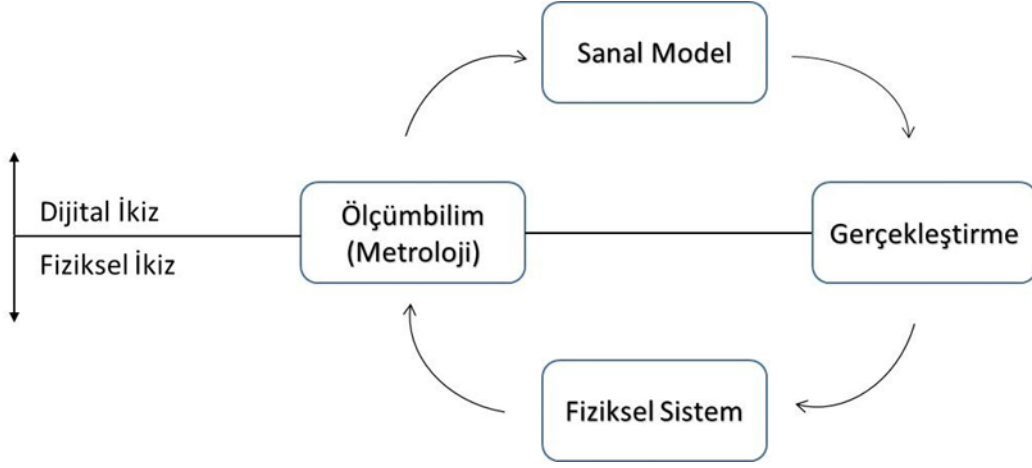 Sanal Model
Dijital İkiz
Fiziksel İkiz
Ölçümbilim
(Metroloji)
Gerçekleştirme
Fiziksel Sistem